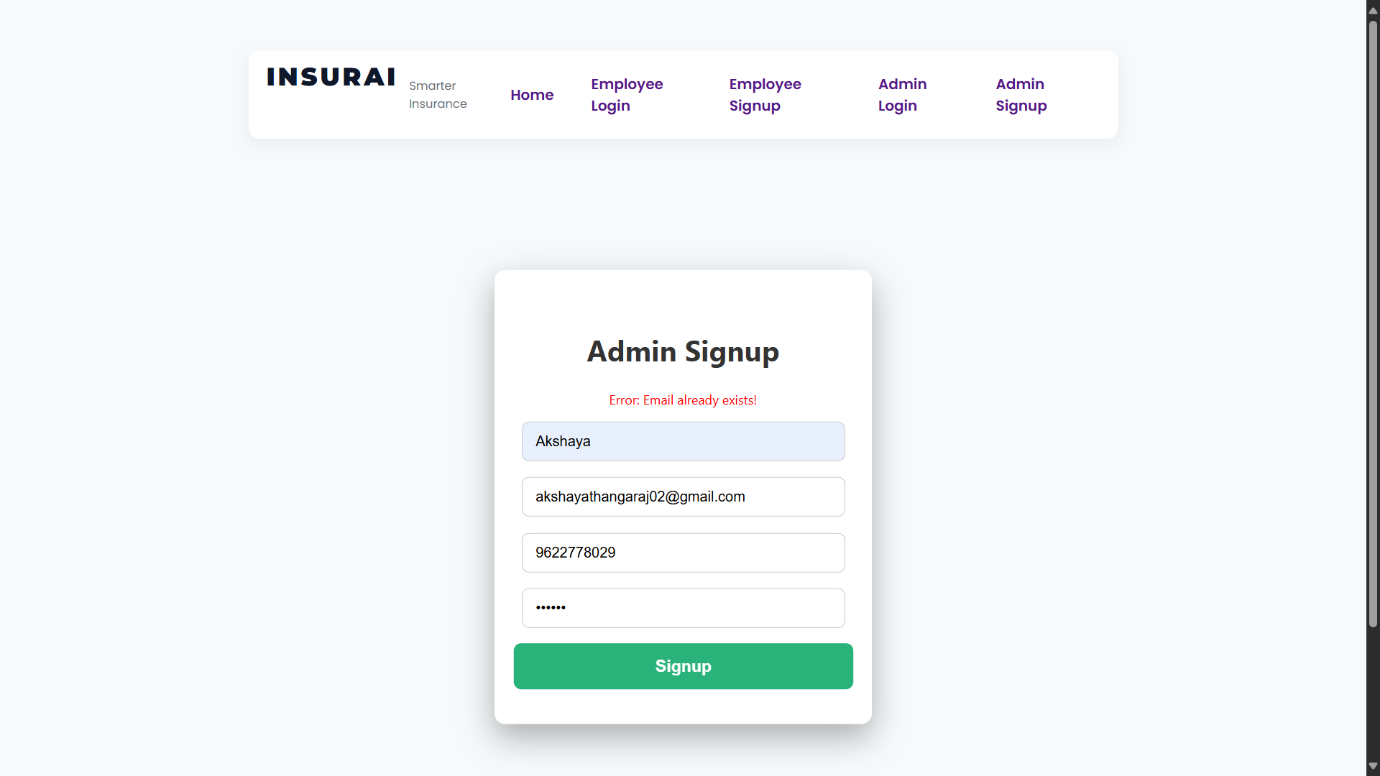 INSURAI
Smarter
Insurance
Home
Employee
Login
Employee
Signup
Admin
Login
Admin
Signup
Admin Signup
Error: Email already exists!
Akshaya
akshayathangaraj02@gmail.com
9622778029
••••••
Signup